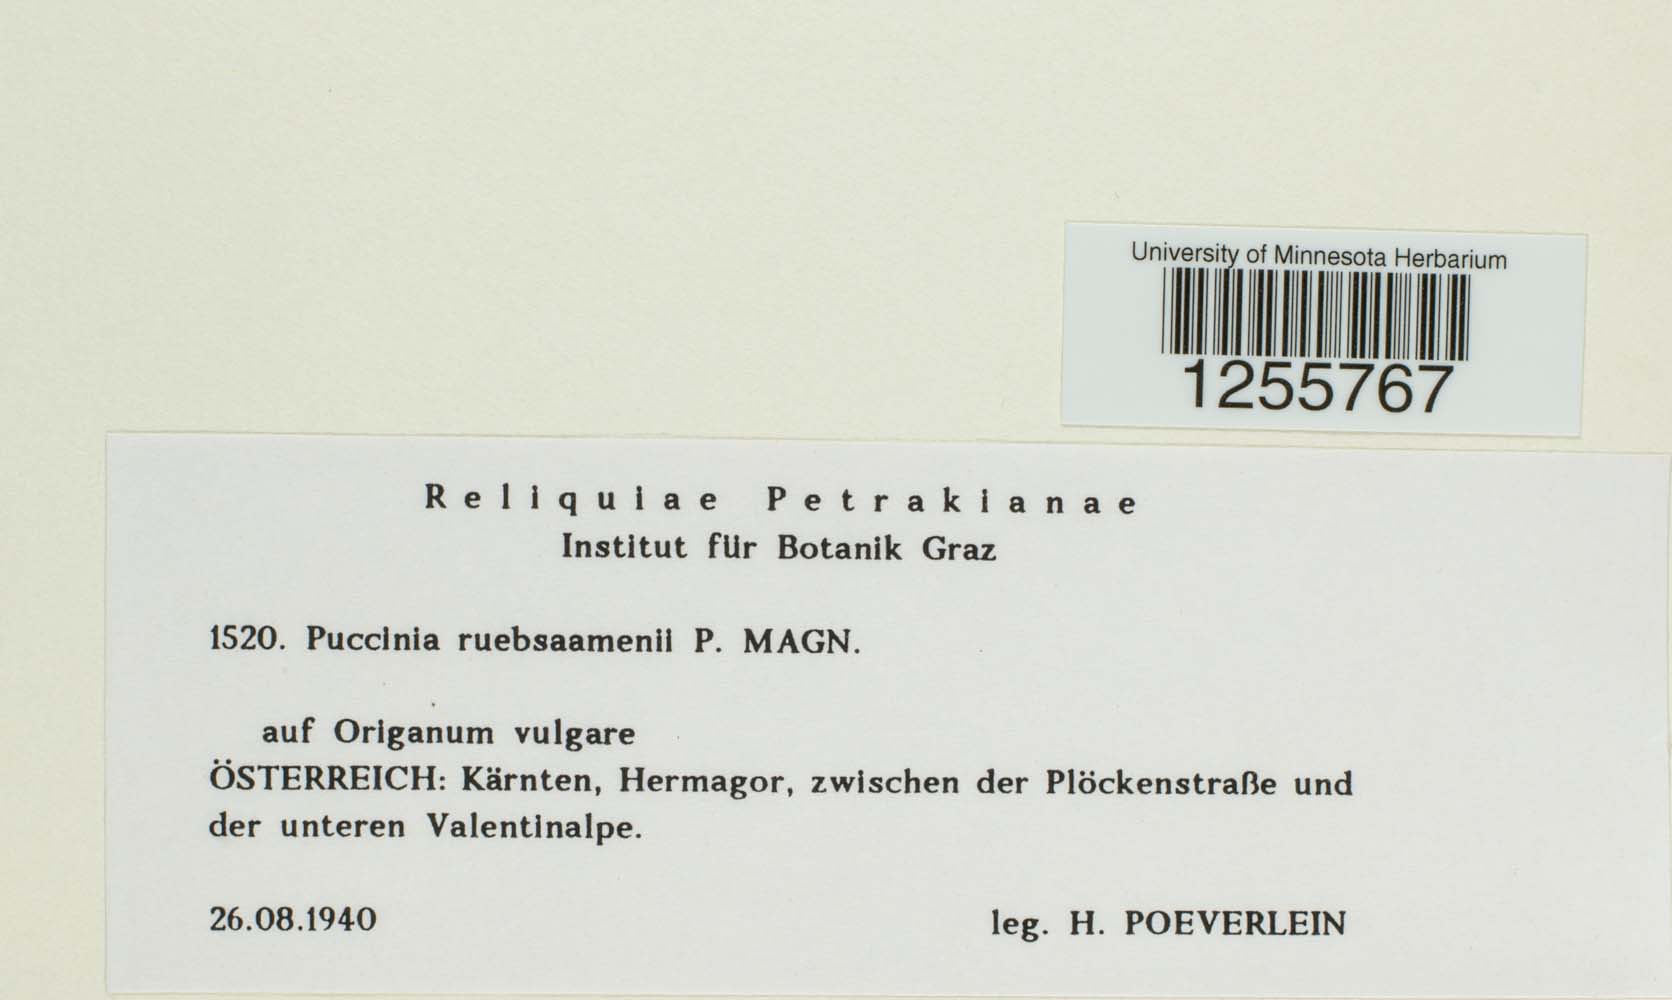 University of Minnesota Herbarium
1255767
Reliquiae Petrakianae
Institut für Botanik Graz
1520. Puccinia ruebsaamenii P. MAGN.
auf Origanum vulgare
ÖSTERREICH: Kärnten, Hermagor, zwischen der Plöckenstraße und
der unteren Valentinalpe.
26.08.1940
leg. H. POEVERLEIN